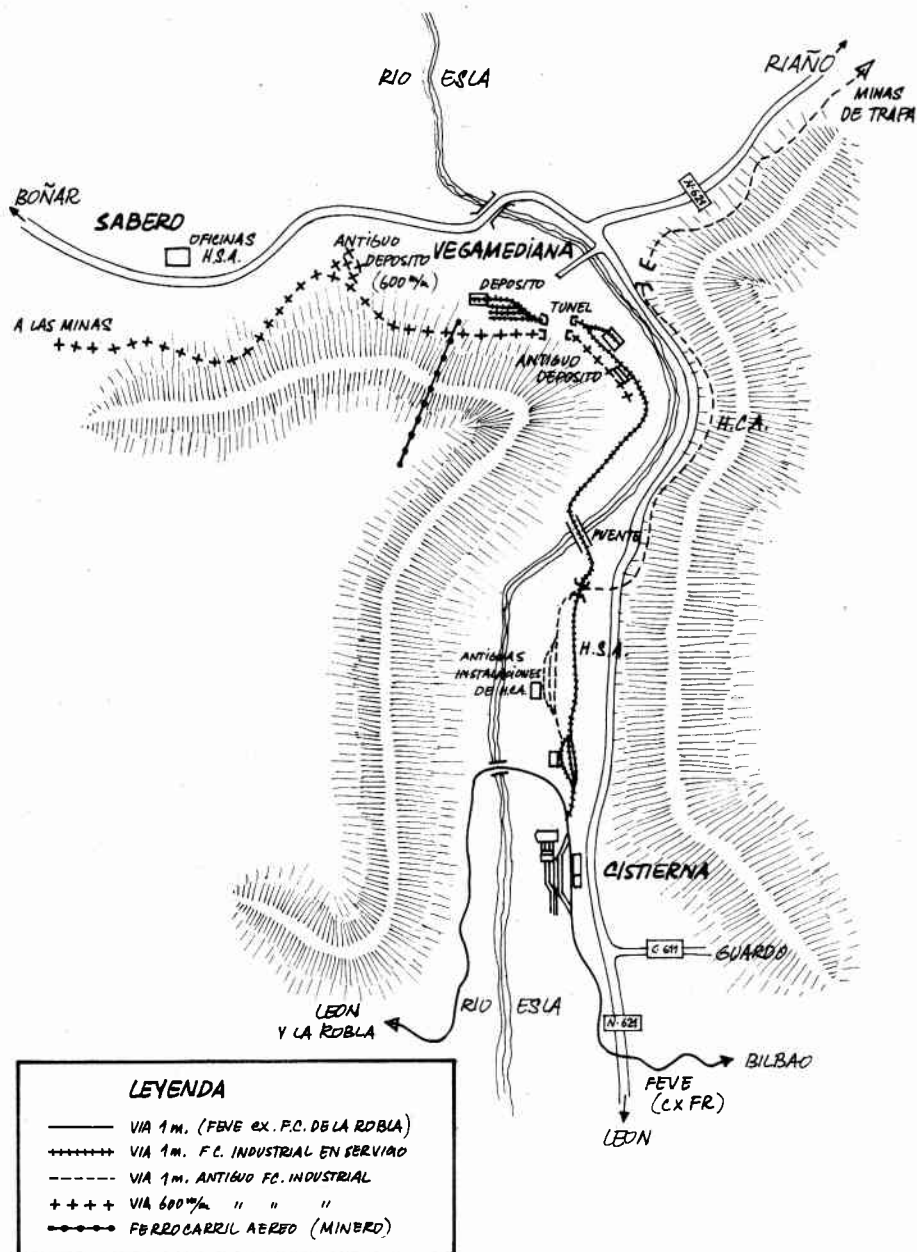 RIO ESLA
RIAÑO
MINAS
DE TRAPA
N-621
BOÑAR
SABERO
OFICINAS
H.S.A.
ANTIGUO
DEPOSITO
(600 m/m)
VEGAMEDIANA
DEPOSITO
TUNEL
A LAS MINAS
ANTIGUO
DEPOSITO
H.C.A.
PUENTE
H.S.A.
ANTIGUAS
INSTALACIONES
DE H.C.A.
CISTIERNA
C 611
GUARDO
LEON
Y LA ROBLA
RIO ESLA
N-621
BILBAO
FEVE
(EX FR)
LEON
LEYENDA
VIA 1m. (FEVE ex. F.C. DE LA ROBLA)
VIA 1m. F.C. INDUSTRIAL EN SERVICIO
VIA 1m. ANTIGUO FC. INDUSTRIAL
VIA 600 m/m " " "
FERROCARRIL AEREO (MINERO)